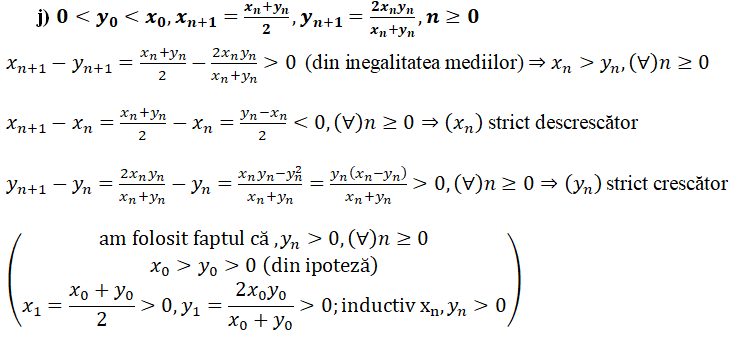 j) 0 < y₀ < x₀, xₙ₊₁ = (xₙ+yₙ)/2, yₙ₊₁ = 2xₙyₙ/(xₙ+yₙ), n ≥ 0
xₙ₊₁ − yₙ₊₁ = (xₙ+yₙ)/2 − 2xₙyₙ/(xₙ+yₙ) > 0 (din inegalitatea mediilor) ⇒ xₙ > yₙ, (∀)n ≥ 0
xₙ₊₁ − xₙ = (xₙ+yₙ)/2 − xₙ = (yₙ−xₙ)/2 < 0, (∀)n ≥ 0 ⇒ (xₙ) strict descrescător
yₙ₊₁ − yₙ = 2xₙyₙ/(xₙ+yₙ) − yₙ = (xₙyₙ−yₙ²)/(xₙ+yₙ) = yₙ(xₙ−yₙ)/(xₙ+yₙ) > 0, (∀)n ≥ 0 ⇒ (yₙ) strict crescător
(am folosit faptul că ,yₙ > 0, (∀)n ≥ 0
x₀ > y₀ > 0 (din ipoteză)
x₁ = (x₀ + y₀)/2 > 0, y₁ = 2x₀y₀/(x₀ + y₀) > 0; inductiv xₙ, yₙ > 0)